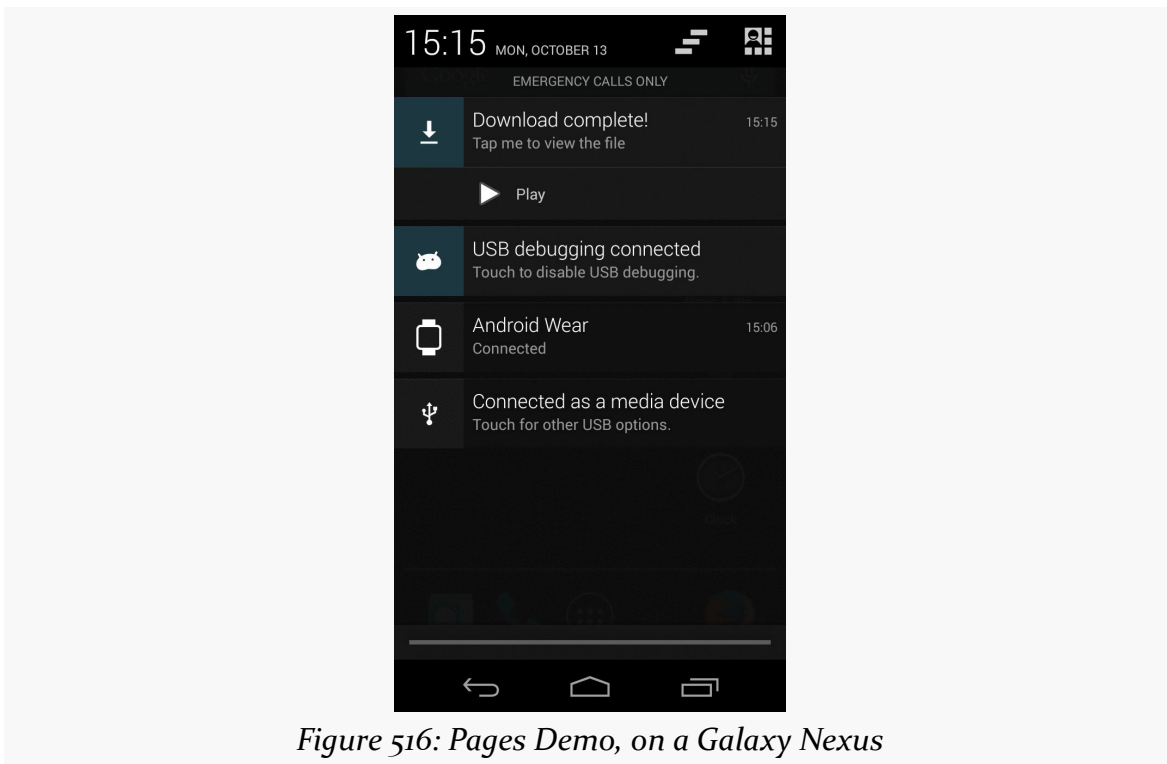 15:15 MON, OCTOBER 13
EMERGENCY CALLS ONLY
Download complete! 15:15
Tap me to view the file
Play
USB debugging connected
Touch to disable USB debugging.
Android Wear 15:06
Connected
Connected as a media device
Touch for other USB options.
Figure 516: Pages Demo, on a Galaxy Nexus